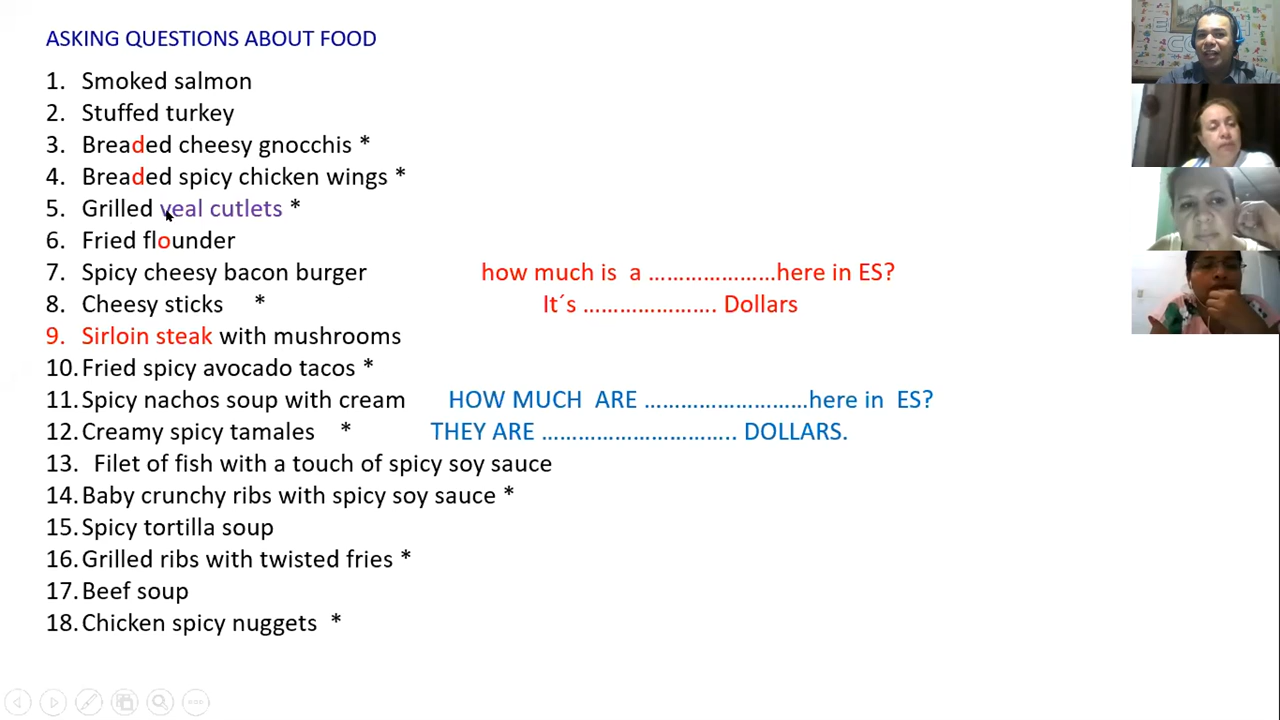 ASKING QUESTIONS ABOUT FOOD
1. Smoked salmon
2. Stuffed turkey
3. Breaded cheesy gnocchis *
4. Breaded spicy chicken wings *
5. Grilled veal cutlets *
6. Fried flounder
7. Spicy cheesy bacon burger how much is a …………………here in ES?
8. Cheesy sticks * It´s …………………. Dollars
9. Sirloin steak with mushrooms
10. Fried spicy avocado tacos *
11. Spicy nachos soup with cream HOW MUCH ARE ………………………here in ES?
12. Creamy spicy tamales * THEY ARE ……………………….. DOLLARS.
13. Filet of fish with a touch of spicy soy sauce
14. Baby crunchy ribs with spicy soy sauce *
15. Spicy tortilla soup
16. Grilled ribs with twisted fries *
17. Beef soup
18. Chicken spicy nuggets *